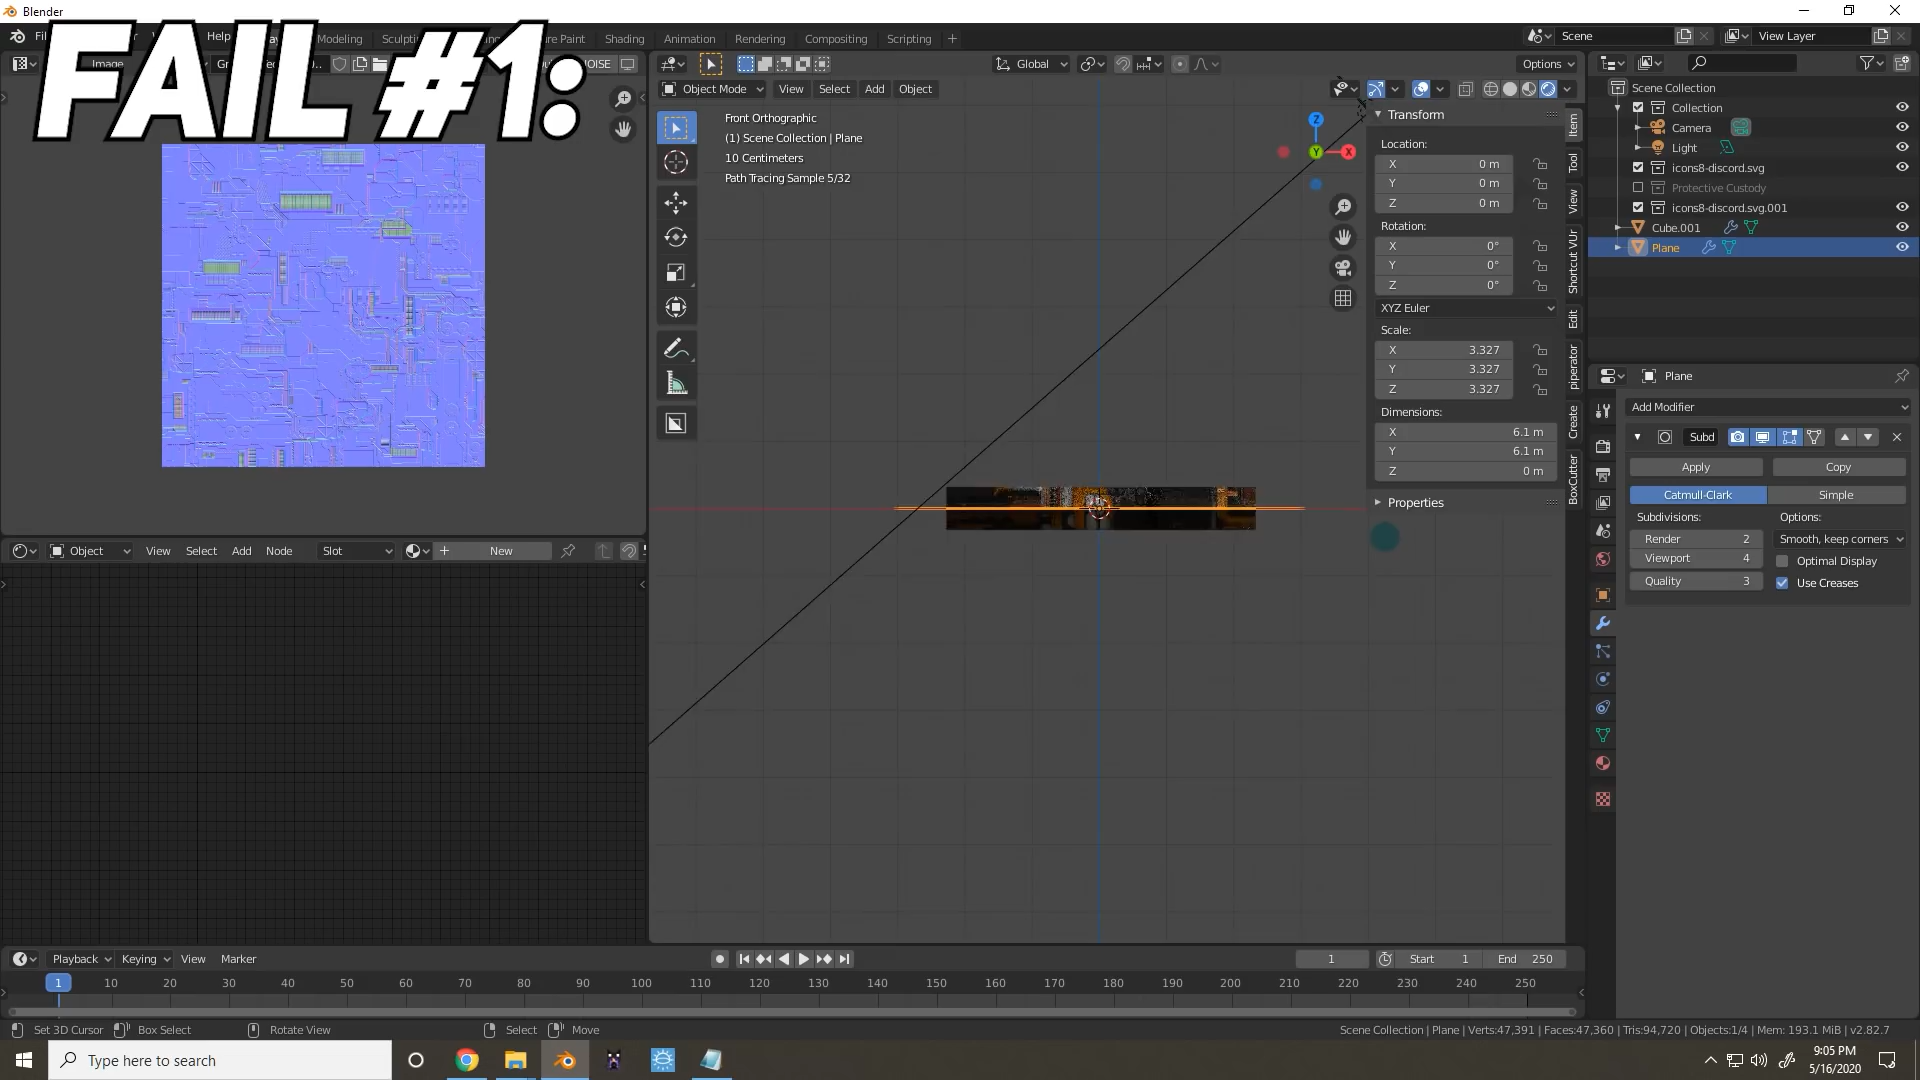 Blender
FAIL #1:
Help
Modeling
Shading
Animation
Rendering
Compositing
Scripting
Scene
View Layer
Image
Global
Options
Object Mode
View
Select
Add
Object
Front Orthographic
(1) Scene Collection | Plane
10 Centimeters
Path Tracing Sample 5/32
Z
Y
X
Transform
Location:
X 0 m
Y 0 m
Z 0 m
Rotation:
X 0°
Y 0°
Z 0°
XYZ Euler
Scale:
X 3.327
Y 3.327
Z 3.327
Dimensions:
X 6.1 m
Y 6.1 m
Z 0 m
Properties
Item
Tool
View
Shortcut VUr
Edit
piperator
Create
BoxCutter
Scene Collection
Collection
Camera
Light
icons8-discord.svg
Protective Custody
icons8-discord.svg.001
Cube.001
Plane
Plane
Add Modifier
Subd
Apply
Copy
Catmull-Clark
Simple
Subdivisions:
Options:
Render 2
Smooth, keep corners
Viewport 4
Optimal Display
Quality 3
Use Creases
Object
View
Select
Add
Node
Slot
New
Playback
Keying
View
Marker
1
Start 1
End 250
1 10 20 30 40 50 60 70 80 90 100 110 120 130 140 150 160 170 180 190 200 210 220 230 240 250
Set 3D Cursor
Box Select
Rotate View
Select
Move
Scene Collection | Plane | Verts:47,391 | Faces:47,360 | Tris:94,720 | Objects:1/4 | Mem: 193.1 MiB | v2.82.7
Type here to search
9:05 PM
5/16/2020